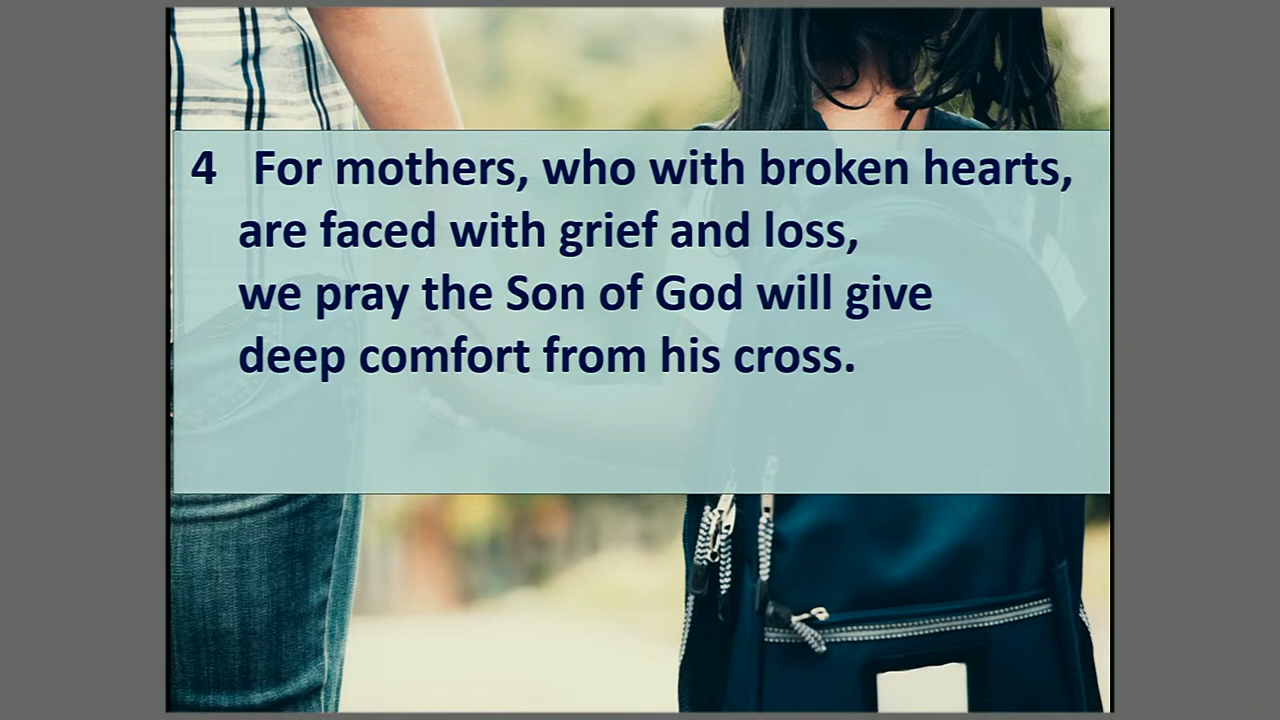 4 For mothers, who with broken hearts,
are faced with grief and loss,
we pray the Son of God will give
deep comfort from his cross.